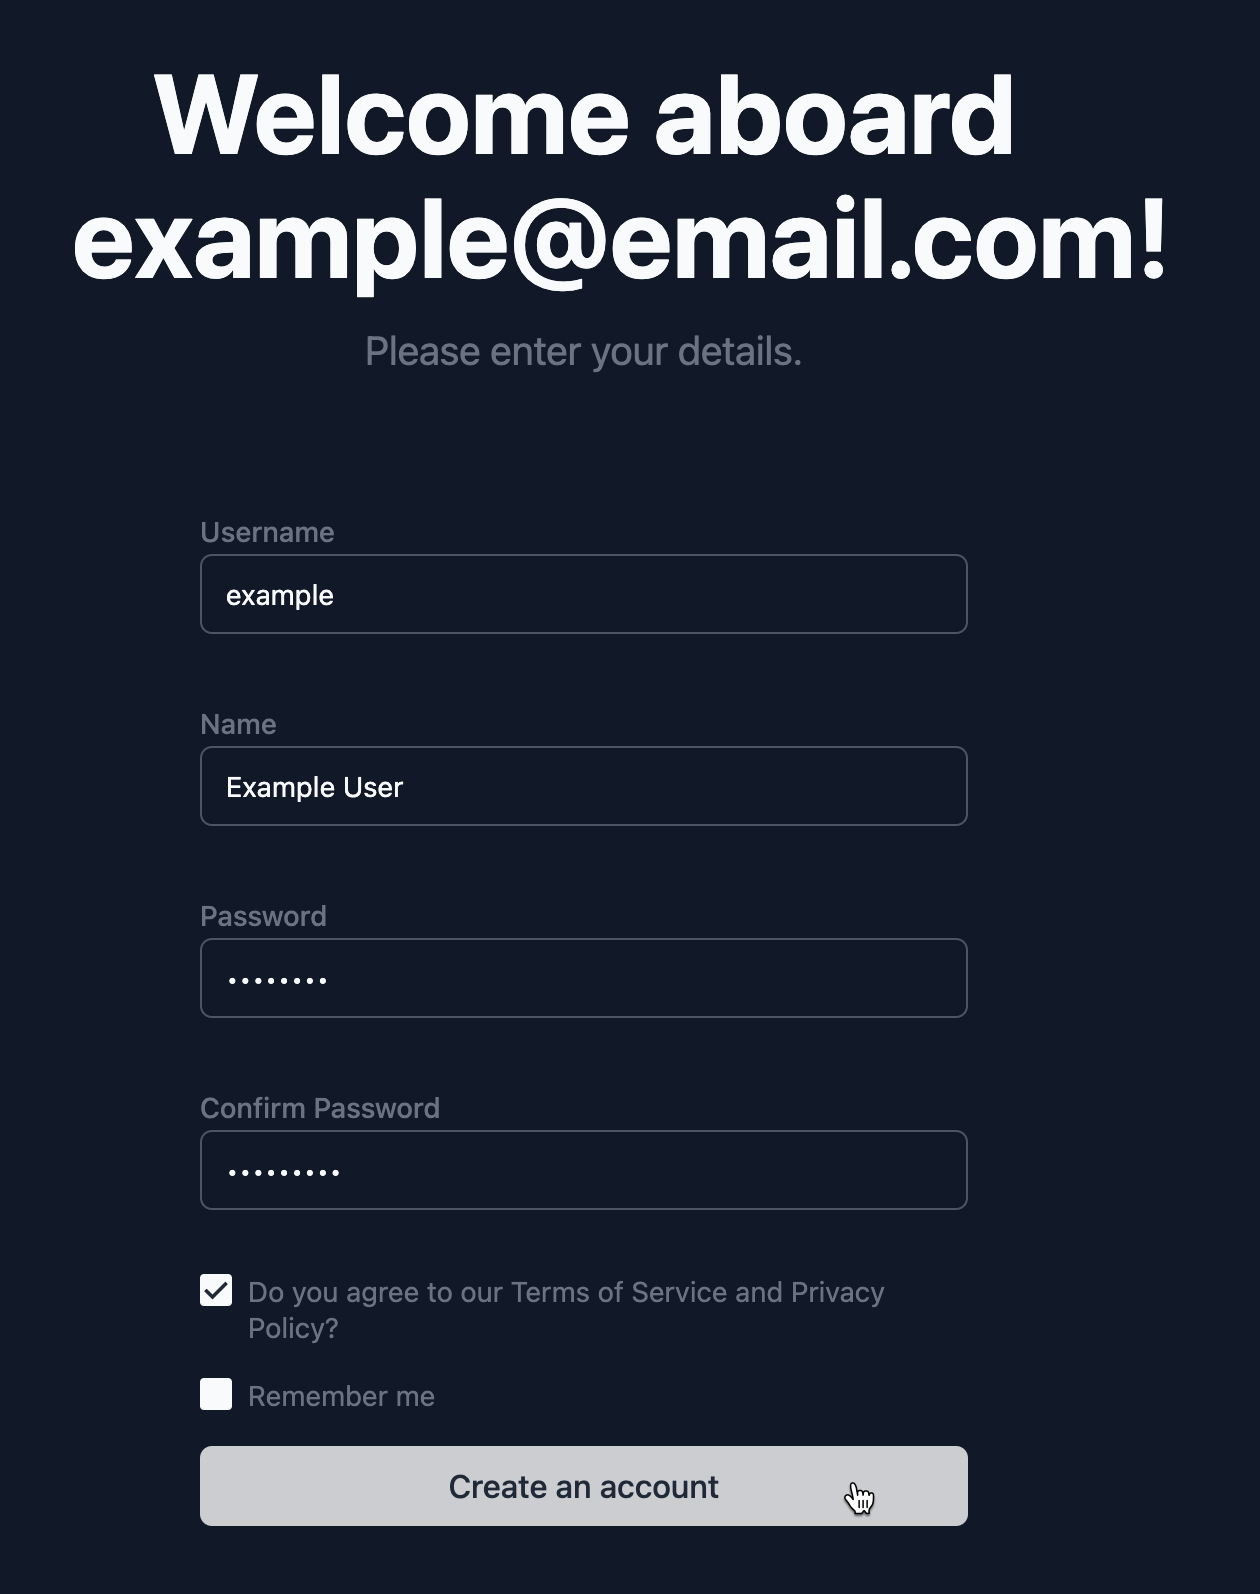 Welcome aboard
example@email.com!
Please enter your details.
Username
example
Name
Example User
Password
••••••••
Confirm Password
•••••••••
Do you agree to our Terms of Service and Privacy
Policy?
Remember me
Create an account